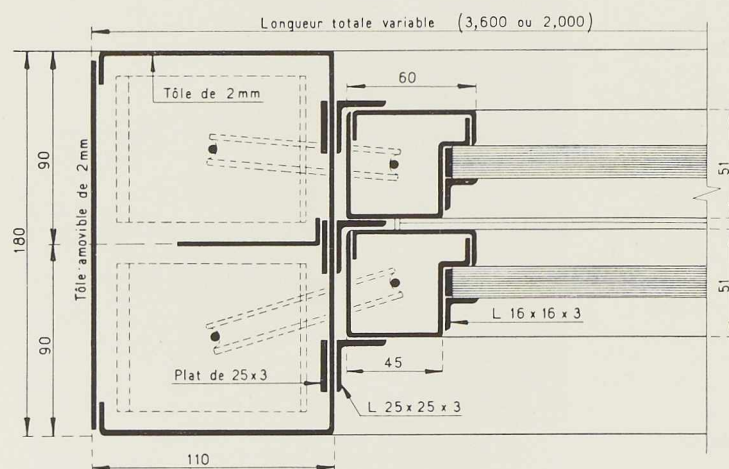 Longueur totale variable (3,600 ou 2,000)
60
Tôle de 2mm
90
180
Tôle amovible de 2mm
51
90
51
L 16 x 16 x 3
45
Plat de 25x3
L 25 x 25 x 3
110